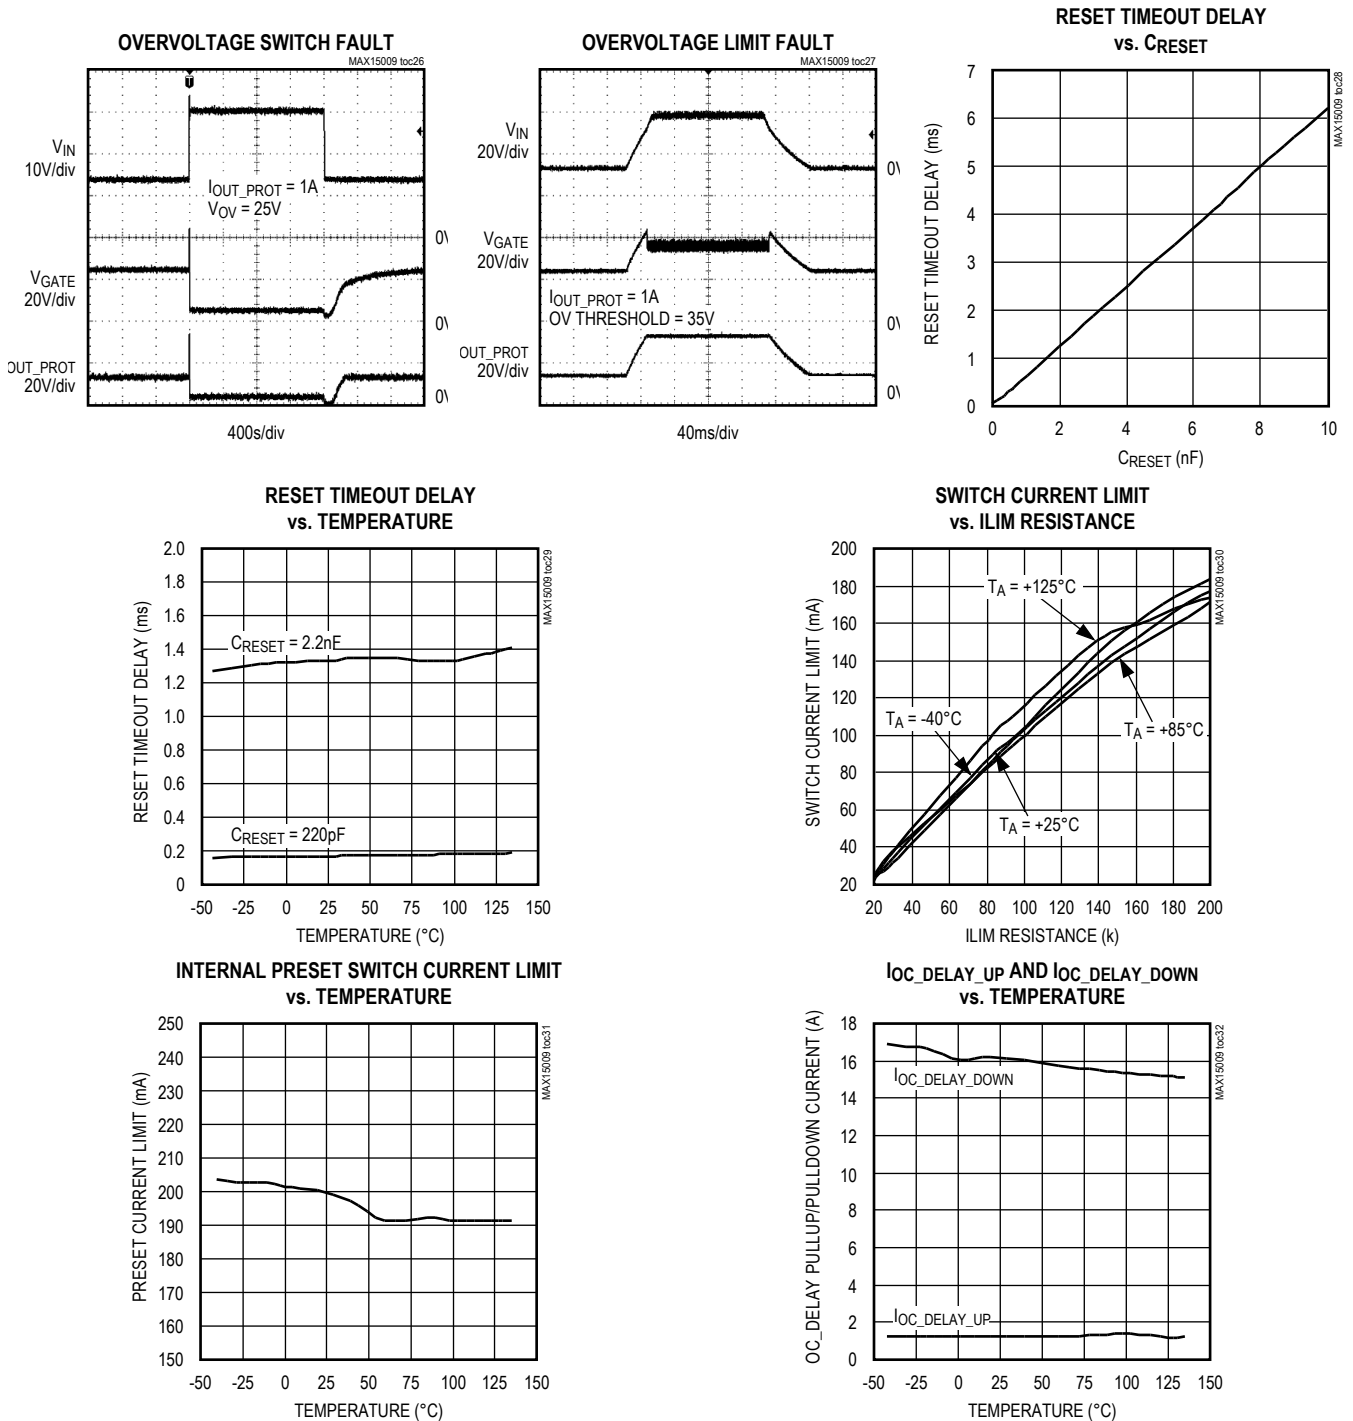 OVERVOLTAGE SWITCH FAULT
MAX15009 toc26
VIN
10V/div
IOUT_PROT = 1A
VOV = 25V
0V
VGATE
20V/div
0V
OUT_PROT
20V/div
0V
400s/div
OVERVOLTAGE LIMIT FAULT
MAX15009 toc27
VIN
20V/div
0V
VGATE
20V/div
IOUT_PROT = 1A
OV THRESHOLD = 35V
0V
OUT_PROT
20V/div
0V
40ms/div
RESET TIMEOUT DELAY
vs. CRESET
MAX15009 toc28
RESET TIMEOUT DELAY (ms)
7
6
5
4
3
2
1
0
0 2 4 6 8 10
CRESET (nF)
RESET TIMEOUT DELAY
vs. TEMPERATURE
MAX15009 toc29
RESET TIMEOUT DELAY (ms)
2.0
1.8
1.6
1.4
1.2
1.0
0.8
0.6
0.4
0.2
0
CRESET = 2.2nF
CRESET = 220pF
-50 -25 0 25 50 75 100 125 150
TEMPERATURE (°C)
SWITCH CURRENT LIMIT
vs. ILIM RESISTANCE
MAX15009 toc30
SWITCH CURRENT LIMIT (mA)
200
180
160
140
120
100
80
60
40
20
TA = +125°C
TA = -40°C
TA = +85°C
TA = +25°C
20 40 60 80 100 120 140 160 180 200
ILIM RESISTANCE (k)
INTERNAL PRESET SWITCH CURRENT LIMIT
vs. TEMPERATURE
MAX15009 toc31
PRESET CURRENT LIMIT (mA)
250
240
230
220
210
200
190
180
170
160
150
-50 -25 0 25 50 75 100 125 150
TEMPERATURE (°C)
IOC_DELAY_UP AND IOC_DELAY_DOWN
vs. TEMPERATURE
MAX15009 toc32
OC_DELAY PULLUP/PULLDOWN CURRENT (A)
18
16
14
12
10
8
6
4
2
0
IOC_DELAY_DOWN
IOC_DELAY_UP
-50 -25 0 25 50 75 100 125 150
TEMPERATURE (°C)